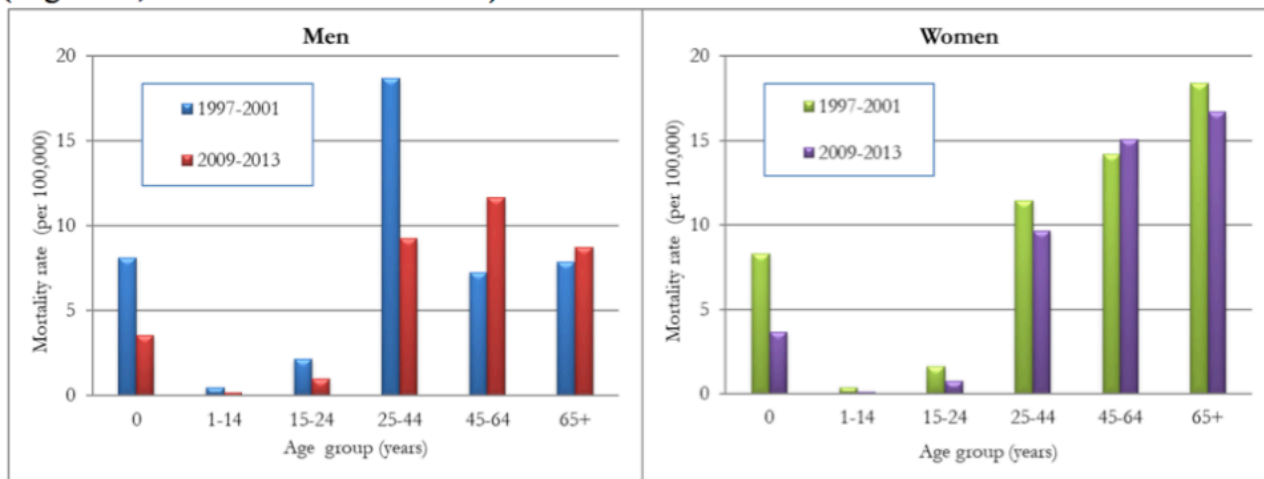 Men
20
15
10
5
0
Mortality rate (per 100,000)
1997-2001
2009-2013
0 1-14 15-24 25-44 45-64 65+
Age group (years)
Women
20
15
10
5
0
Mortality rate (per 100,000)
1997-2001
2009-2013
0 1-14 15-24 25-44 45-64 65+
Age group (years)